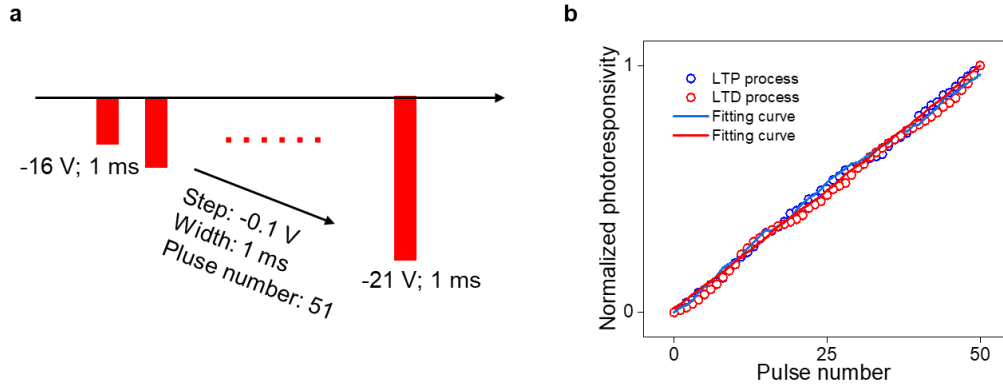 a
-16 V; 1 ms
Step: -0.1 V
Width: 1 ms
Pluse number: 51
-21 V; 1 ms
b
Normalized photoresponsivity
1
0
LTP process
LTD process
Fitting curve
Fitting curve
0
25
50
Pulse number